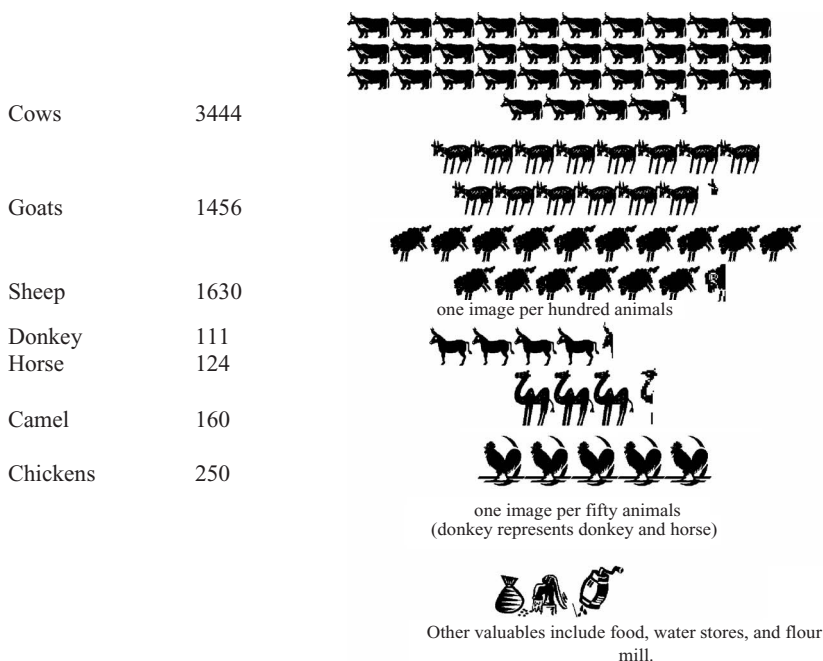 Cows 3444
Goats 1456
Sheep 1630
one image per hundred animals
Donkey 111
Horse 124
Camel 160
Chickens 250
one image per fifty animals
(donkey represents donkey and horse)
Other valuables include food, water stores, and flour
mill.